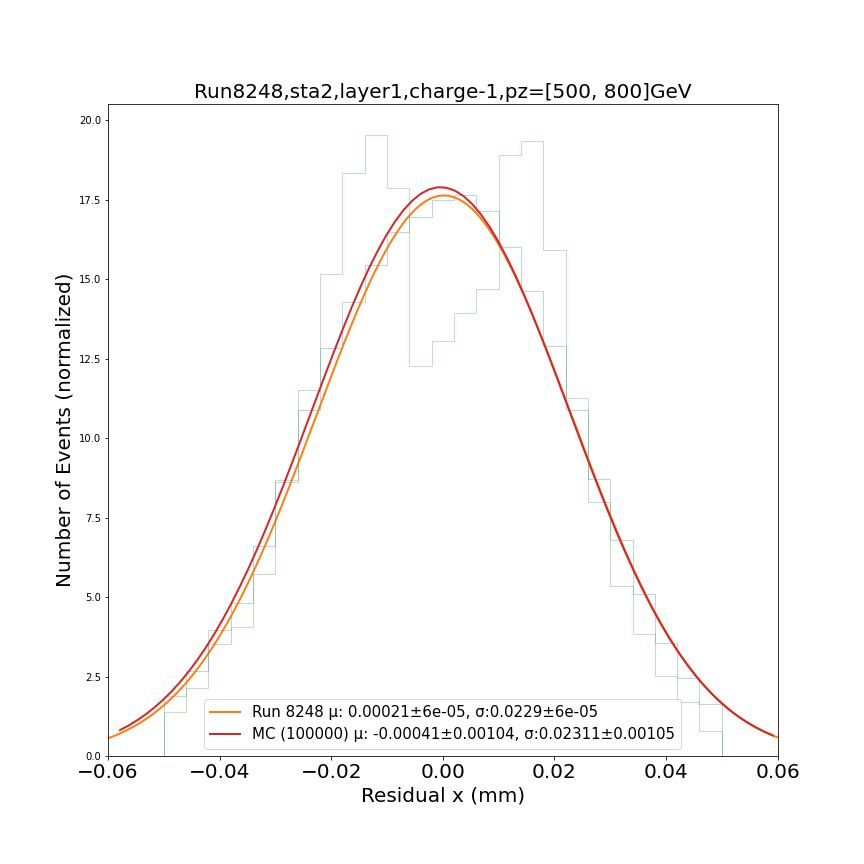 Run8248,sta2,layer1,charge-1,pz=[500, 800]GeV
Number of Events (normalized)
20.0
17.5
15.0
12.5
10.0
7.5
5.0
2.5
0.0
Run 8248 μ: 0.00021±6e-05, σ:0.0229±6e-05
MC (100000) μ: -0.00041±0.00104, σ:0.02311±0.00105
−0.06 −0.04 −0.02 0.00 0.02 0.04 0.06
Residual x (mm)